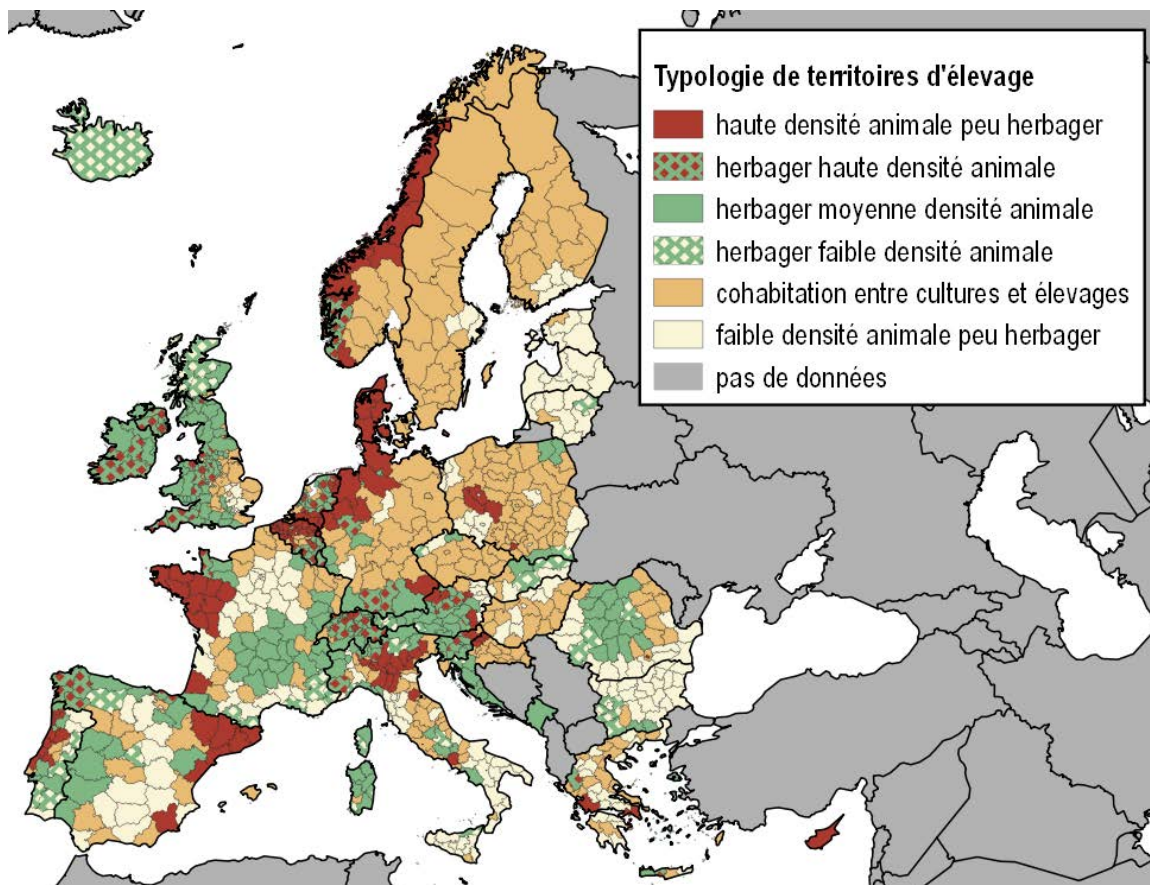 Typologie de territoires d'élevage
haute densité animale peu herbager
herbager haute densité animale
herbager moyenne densité animale
herbager faible densité animale
cohabitation entre cultures et élevages
faible densité animale peu herbager
pas de données